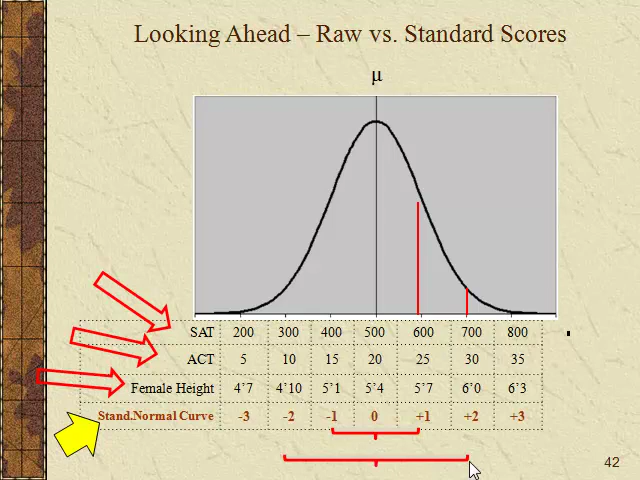 Looking Ahead – Raw vs. Standard Scores
μ
SAT 200 300 400 500 600 700 800
ACT 5 10 15 20 25 30 35
Female Height 4’7 4’10 5’1 5’4 5’7 6’0 6’3
Stand.Normal Curve -3 -2 -1 0 +1 +2 +3
42